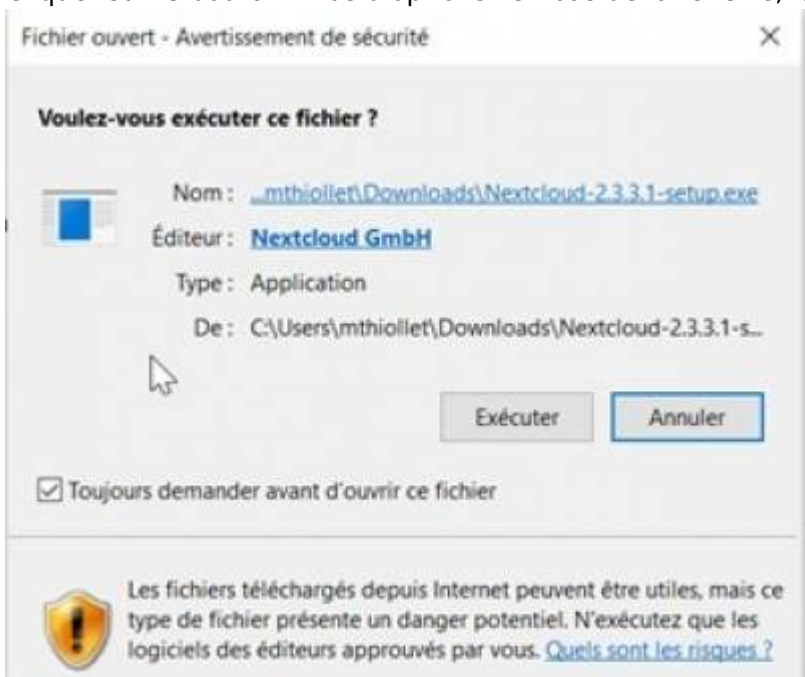 Fichier ouvert - Avertissement de sécurité
Voulez-vous exécuter ce fichier ?
Nom : ...mthiollet\Downloads\Nextcloud-2.3.3.1-setup.exe
Éditeur : Nextcloud GmbH
Type : Application
De : C:\Users\mthiollet\Downloads\Nextcloud-2.3.3.1-s...
Exécuter Annuler
Toujours demander avant d'ouvrir ce fichier
Les fichiers téléchargés depuis Internet peuvent être utiles, mais ce
type de fichier présente un danger potentiel. N'exécutez que les
logiciels des éditeurs approuvés par vous. Quels sont les risques ?